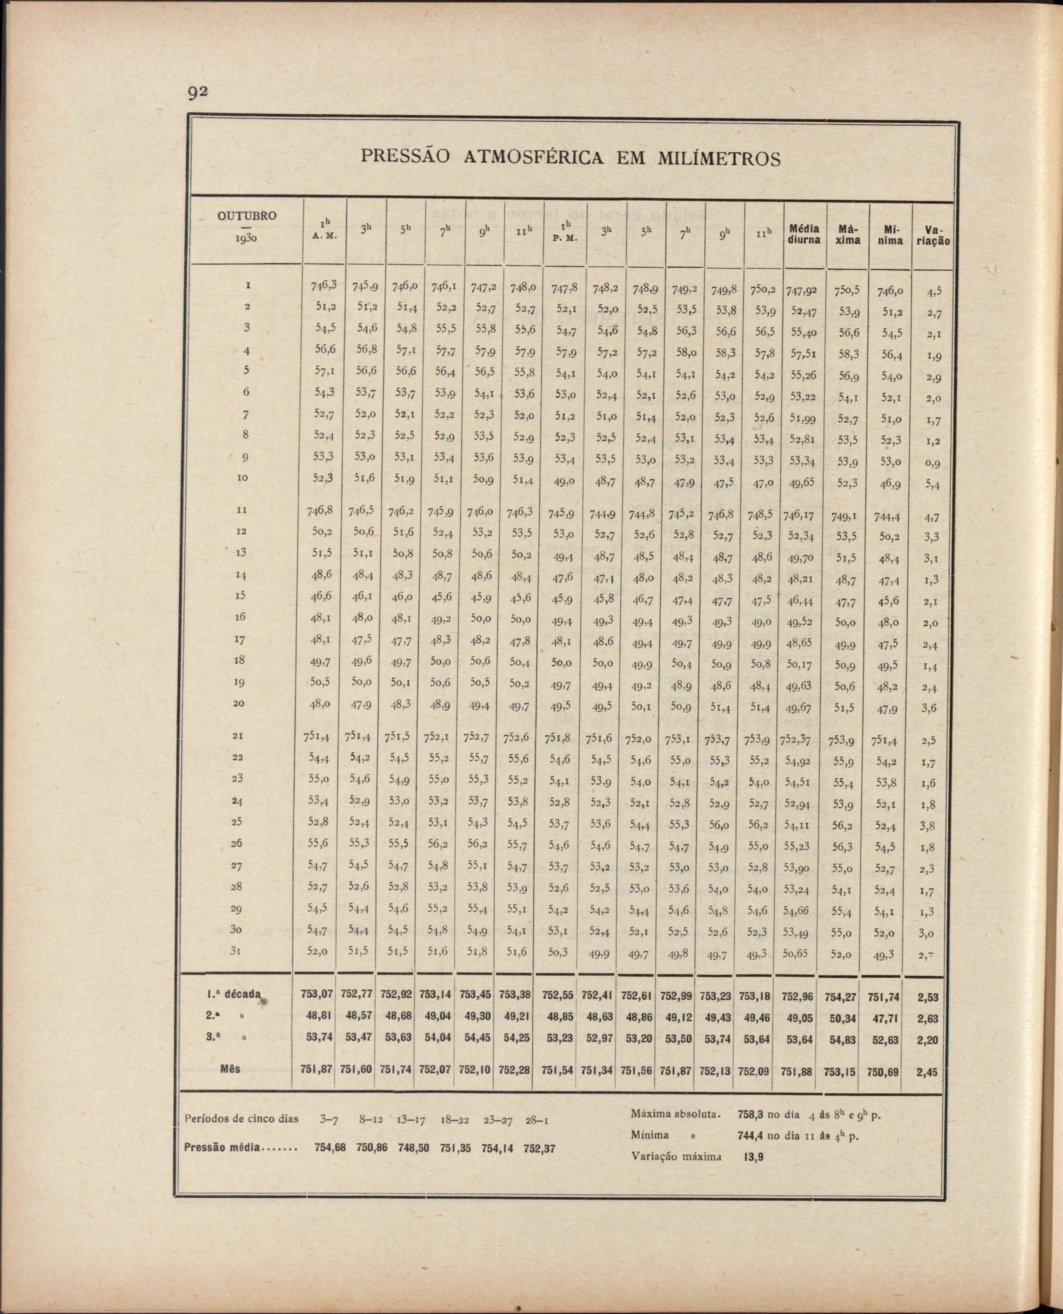 92
PRESSÃO ATMOSFÉRICA EM MILÍMETROS
OUTUBRO — 1930 1h A. M. 3h 5h 7h 9h 11h 1h P. M. 3h 5h 7h 9h 11h Média diurna Má-xima Mí-nima Va-riação
1 746,3 745,9 746,0 746,1 747,2 748,0 747,8 748,2 748,9 749,2 749,8 750,2 747,92 750,5 746,0 4,5
2 51,2 51,2 51,4 52,2 52,7 52,7 52,1 52,0 52,5 53,5 53,8 53,9 52,47 53,9 51,2 2,7
3 54,5 54,6 54,8 55,5 55,8 55,6 54,7 54,6 54,8 56,3 56,6 56,5 55,40 56,6 54,5 2,1
4 56,6 56,8 57,1 57,7 57,9 57,9 57,9 57,2 57,2 58,0 58,3 57,8 57,51 58,3 56,4 1,9
5 57,1 56,6 56,6 56,4 56,5 55,8 54,1 54,0 54,1 54,1 54,2 54,2 55,26 56,9 54,0 2,9
6 54,3 53,7 53,7 53,9 54,1 53,6 53,0 52,4 52,1 52,6 53,0 52,9 53,22 54,1 52,1 2,0
7 52,7 52,0 52,1 52,2 52,3 52,0 51,2 51,0 51,4 52,0 52,3 52,6 51,99 52,7 51,0 1,7
8 52,4 52,3 52,5 52,9 53,5 52,9 52,3 52,5 52,4 53,1 53,4 53,4 52,81 53,5 52,3 1,2
9 53,3 53,0 53,1 53,4 53,6 53,9 53,4 53,5 53,0 53,2 53,4 53,3 53,34 53,9 53,0 0,9
10 52,3 51,6 51,9 51,1 50,9 51,4 49,0 48,7 48,7 47,9 47,5 47,0 49,65 52,3 46,9 5,4
11 746,8 746,5 746,2 745,9 746,0 746,3 745,9 744,9 744,8 745,2 746,8 748,5 746,17 749,1 744,4 4,7
12 50,2 50,6 51,6 52,4 53,2 53,5 53,0 52,7 52,6 52,8 52,7 52,3 52,34 53,5 50,2 3,3
13 51,5 51,1 50,8 50,8 50,6 50,2 49,4 48,7 48,5 48,4 48,7 48,6 49,70 51,5 48,4 3,1
14 48,6 48,4 48,3 48,7 48,6 48,4 47,6 47,4 48,0 48,2 48,3 48,2 48,21 48,7 47,4 1,3
15 46,6 46,1 46,0 45,6 45,9 45,6 45,9 45,8 46,7 47,4 47,7 47,5 46,44 47,7 45,6 2,1
16 48,1 48,0 48,1 49,2 50,0 50,0 49,4 49,3 49,4 49,3 49,3 49,0 49,52 50,0 48,0 2,0
17 48,1 47,5 47,7 48,3 48,2 47,8 48,1 48,6 49,4 49,7 49,9 49,9 48,65 49,9 47,5 2,4
18 49,7 49,6 49,7 50,0 50,6 50,4 50,0 50,0 49,9 50,4 50,9 50,8 50,17 50,9 49,5 1,4
19 50,5 50,0 50,1 50,6 50,5 50,2 49,7 49,4 49,2 48,9 48,6 48,4 49,63 50,6 48,2 2,4
20 48,0 47,9 48,3 48,9 49,4 49,7 49,5 49,5 50,1 50,9 51,4 51,4 49,67 51,5 47,9 3,6
21 751,4 751,4 751,5 752,1 752,7 752,6 751,8 751,6 752,0 753,1 753,7 753,9 752,37 753,9 751,4 2,5
22 54,4 54,2 54,5 55,2 55,7 55,6 54,6 54,5 54,6 55,0 55,3 55,2 54,92 55,9 54,2 1,7
23 55,0 54,6 54,9 55,0 55,3 55,2 54,1 53,9 54,0 54,1 54,2 54,0 54,51 55,4 53,8 1,6
24 53,4 52,9 53,0 53,2 53,7 53,8 52,8 52,3 52,1 52,8 52,9 52,7 52,94 53,9 52,1 1,8
25 52,8 52,4 52,4 53,1 54,3 54,5 53,7 53,6 54,4 55,3 56,0 56,2 54,11 56,2 52,4 3,8
26 55,6 55,3 55,5 56,2 56,2 55,7 54,6 54,6 54,7 54,7 54,9 55,0 55,23 56,3 54,5 1,8
27 54,7 54,5 54,7 54,8 55,1 54,7 53,7 53,2 53,2 53,0 53,0 52,8 53,90 55,0 52,7 2,3
28 52,7 52,6 52,8 53,2 53,8 53,9 52,6 52,5 53,0 53,6 54,0 54,0 53,24 54,1 52,4 1,7
29 54,5 54,4 54,6 55,2 55,4 55,1 54,2 54,2 54,4 54,6 54,8 54,6 54,66 55,4 54,1 1,3
30 54,7 54,4 54,5 54,8 54,9 54,1 53,1 52,4 52,1 52,5 52,6 52,3 53,49 55,0 52,0 3,0
31 52,0 51,5 51,5 51,6 51,8 51,6 50,3 49,9 49,7 49,8 49,7 49,3 50,65 52,0 49,3 2,7
1.ª década 753,07 752,77 752,92 753,14 753,45 753,38 752,55 752,41 752,61 752,99 753,23 753,18 752,96 754,27 751,74 2,53
2.ª » 48,81 48,57 48,68 49,04 49,30 49,21 48,85 48,63 48,86 49,12 49,43 49,46 49,05 50,34 47,71 2,63
3.ª » 53,74 53,47 53,63 54,04 54,45 54,25 53,23 52,97 53,20 53,50 53,74 53,64 53,64 54,83 52,63 2,20
Mês 751,87 751,60 751,74 752,07 752,10 752,28 751,54 751,34 751,56 751,87 752,13 752,09 751,88 753,15 750,69 2,45
Períodos de cinco dias 3–7 8–12 13–17 18–22 23–27 28–1
Pressão média....... 754,68 750,86 748,50 751,35 754,14 752,37
Máxima absoluta. 758,3 no dia 4 ás 8h e 9h p.
Mínima » 744,4 no dia 11 ás 4h p.
Variação máxima 13,9